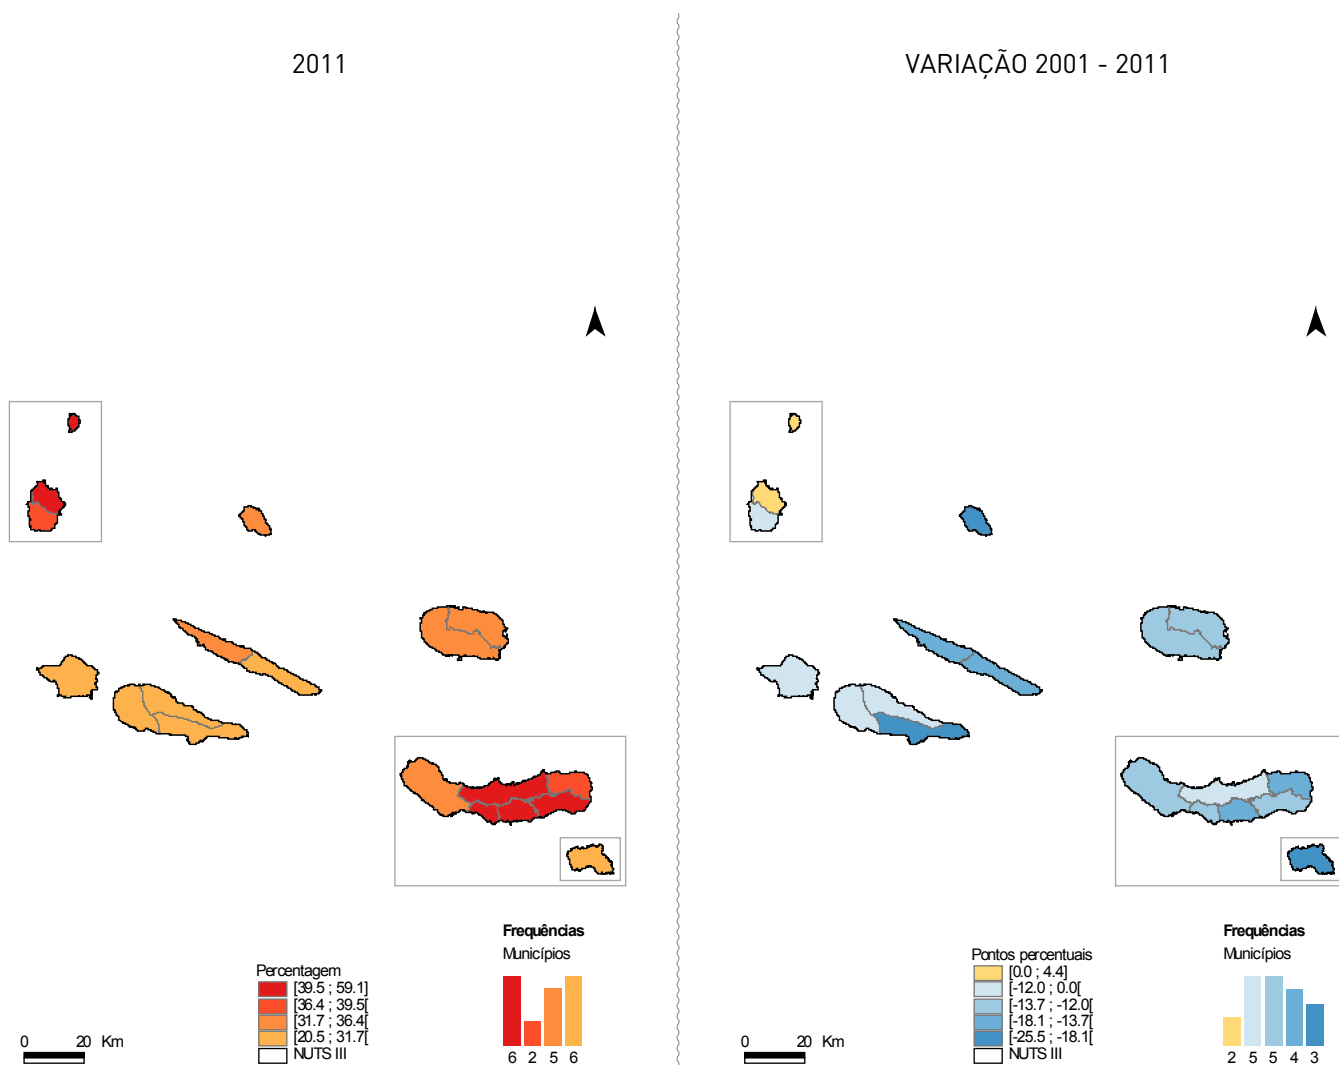 2011
Percentagem
[39.5 ; 59.1[
[36.4 ; 39.5[
[31.7 ; 36.4[
[20.5 ; 31.7[
NUTS III
Frequências
Municípios
6 2 5 6
0 20 Km
VARIAÇÃO 2001 - 2011
Pontos percentuais
[0.0 ; 4.4]
[-12.0 ; 0.0[
[-13.7 ; -12.0[
[-18.1 ; -13.7[
[-25.5 ; -18.1[
NUTS III
Frequências
Municípios
2 5 5 4 3
0 20 Km